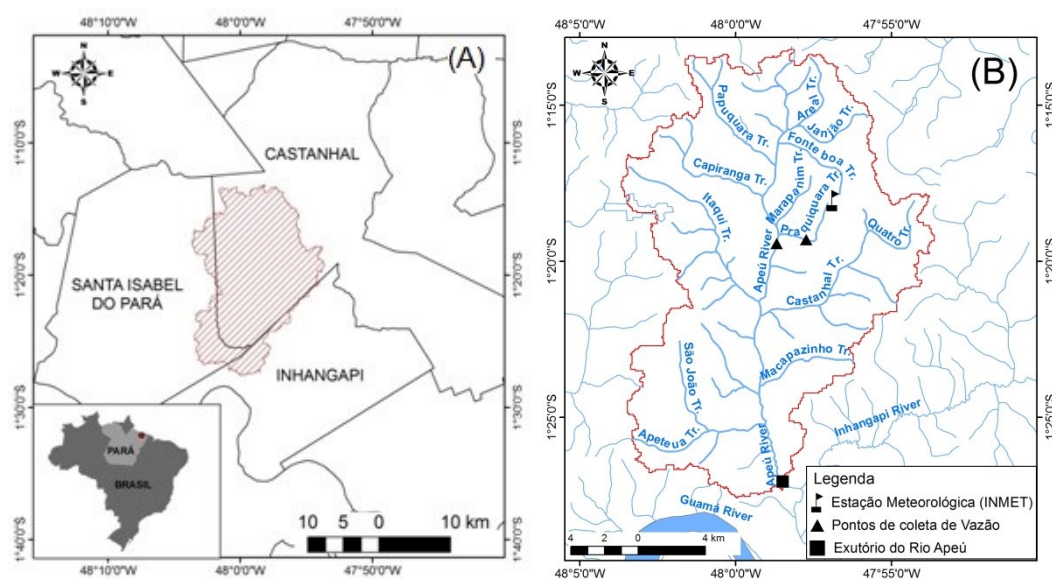 48°10'0"W
48°0'0"W
47°50'0"W
(A)
N
W E
S
CASTANHAL
SANTA ISABEL
DO PARÁ
INHANGAPI
PARÁ
BRASIL
10 5 0 10 km
1°10'0"S
1°20'0"S
1°30'0"S
1°40'0"S
1°10'0"S
1°20'0"S
1°30'0"S
1°40'0"S
48°10'0"W
48°0'0"W
47°50'0"W
48°5'0"W
48°0'0"W
47°55'0"W
(B)
N
W E
S
Papuquara Tr.
Areal Tr.
Janjão Tr.
Fonte boa Tr.
Capiranga Tr.
Marapanim Tr.
Itaqui Tr.
Praquiquara Tr.
Quatro Tr.
Apeú River
Castanhal Tr.
São João Tr.
Macapazinho Tr.
Apeteua Tr.
Apeú River
Inhangapi River
Guamá River
4 2 0 4 km
Legenda
Estação Meteorológica (INMET)
Pontos de coleta de Vazão
Exutório do Rio Apeú
1°15'0"S
1°20'0"S
1°25'0"S
1°15'0"S
1°20'0"S
1°25'0"S
48°5'0"W
48°0'0"W
47°55'0"W